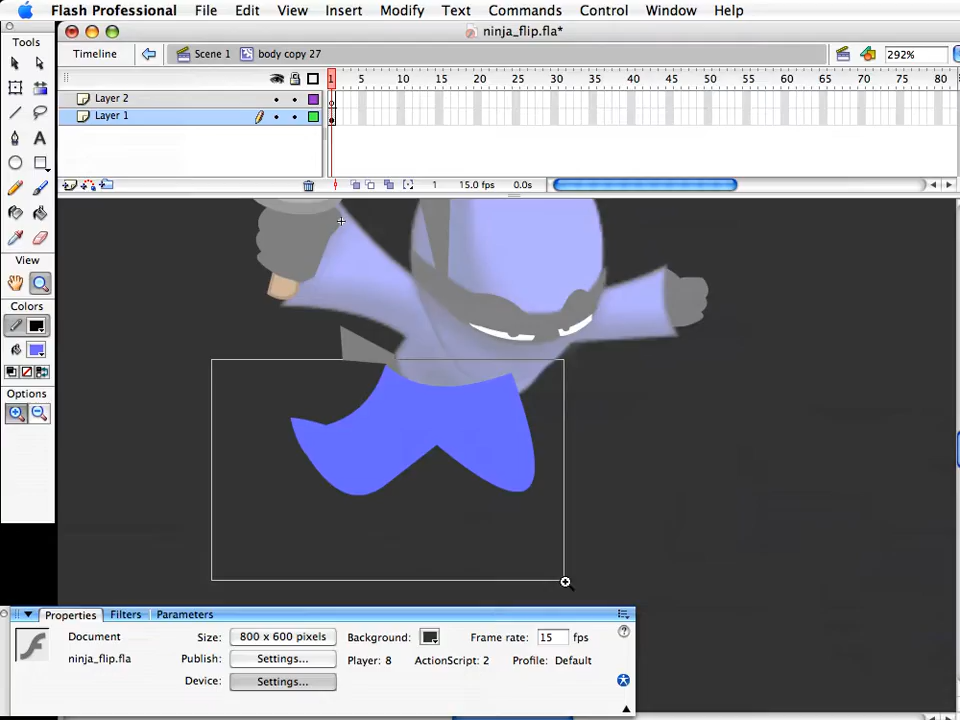 Flash Professional File Edit View Insert Modify Text Commands Control Window Help
ninja_flip.fla*
Tools
Timeline Scene 1 body copy 27 292%
1 5 10 15 20 25 30 35 40 45 50 55 60 65 70 75 80
Layer 2
Layer 1
1 15.0 fps 0.0s
A
View
Colors
Options
Properties Filters Parameters
Document Size: 800 x 600 pixels Background: Frame rate: 15 fps
ninja_flip.fla Publish: Settings... Player: 8 ActionScript: 2 Profile: Default
Device: Settings...